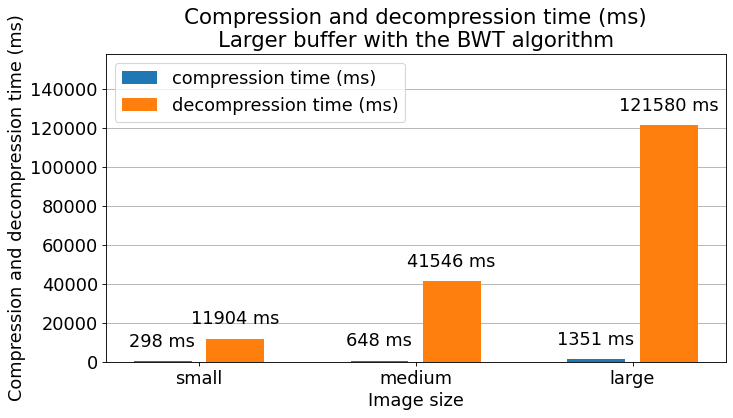 Compression and decompression time (ms)
Larger buffer with the BWT algorithm
Compression and decompression time (ms)
compression time (ms)
decompression time (ms)
140000
120000
100000
80000
60000
40000
20000
0
298 ms
11904 ms
648 ms
41546 ms
1351 ms
121580 ms
small
medium
large
Image size